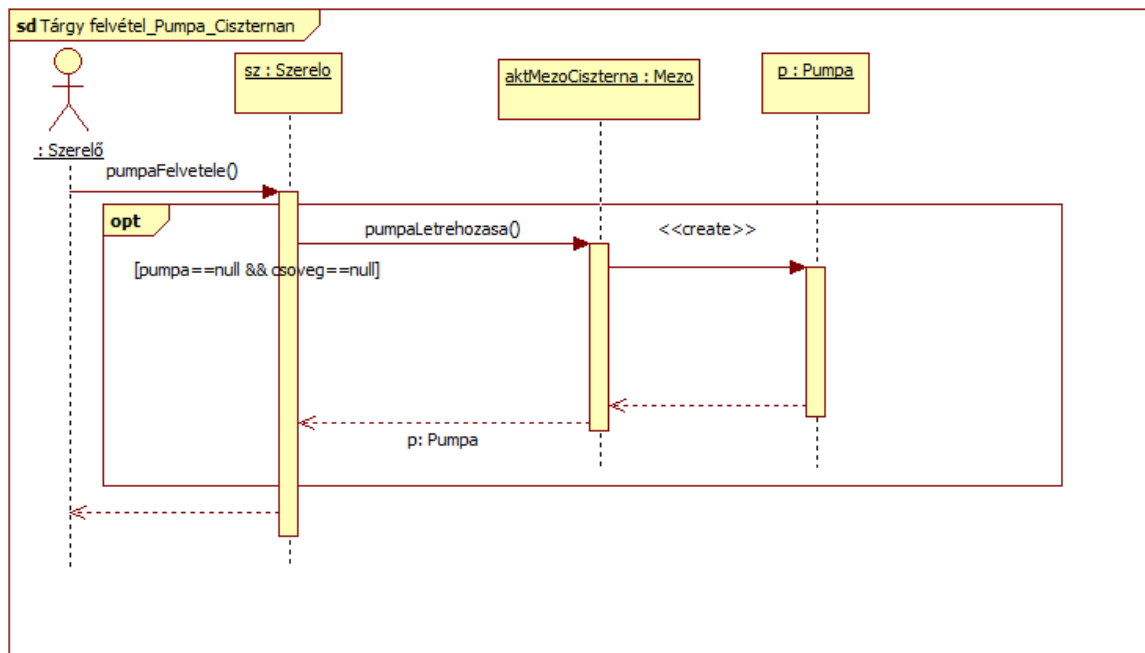 sd Tárgy felvétel_Pumpa_Ciszternan
sz : Szerelo
aktMezoCiszterna : Mezo
p : Pumpa
: Szerelő
pumpaFelvetele()
opt
pumpaLetrehozasa()
<<create>>
[pumpa==null && csoveg==null]
p: Pumpa